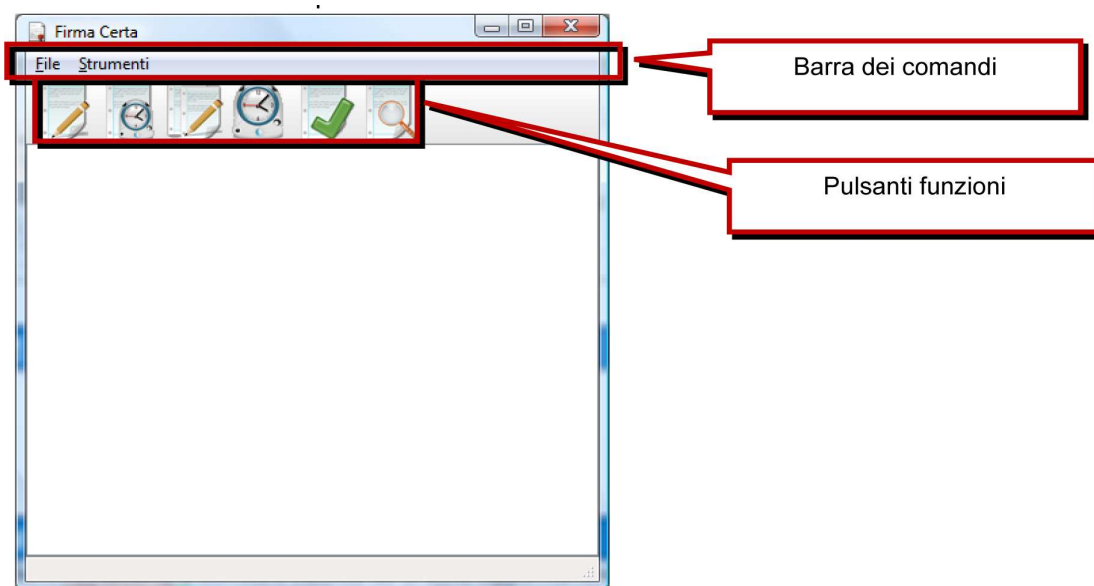 Firma Certa
File Strumenti
Barra dei comandi
Pulsanti funzioni